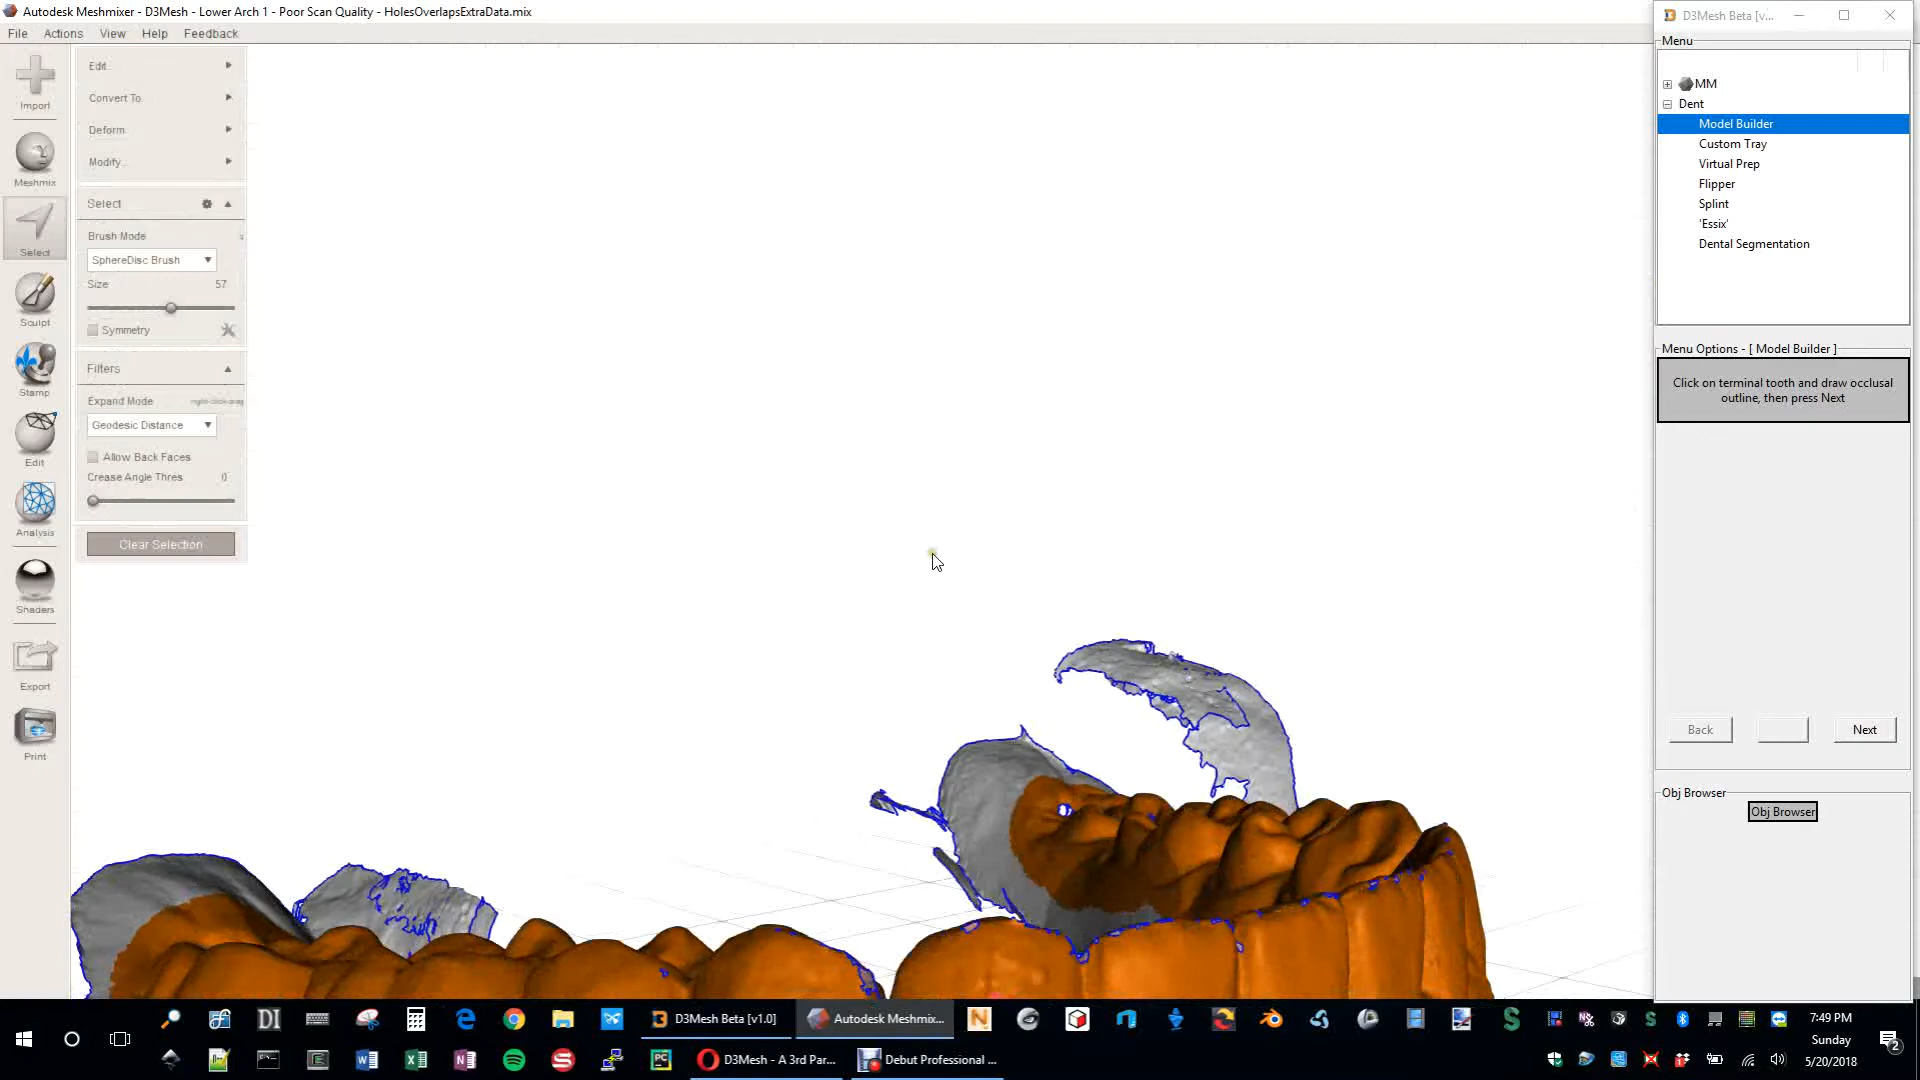 Autodesk Meshmixer - D3Mesh - Lower Arch 1 - Poor Scan Quality - HolesOverlapsExtraData.mix
File Actions View Help Feedback
Import
Meshmix
Select
Sculpt
Stamp
Edit
Analysis
Shaders
Export
Print
Edit...
Convert To
Deform
Modify...
Select
Brush Mode
SphereDisc Brush
Size 57
Symmetry
Filters
Expand Mode
Geodesic Distance
Allow Back Faces
Crease Angle Thres 0
Clear Selection
D3Mesh Beta [v...
Menu
MM
Dent
Model Builder
Custom Tray
Virtual Prep
Flipper
Splint
'Essix'
Dental Segmentation
Menu Options - [ Model Builder ]
Click on terminal tooth and draw occlusal
outline, then press Next
Back
Next
Obj Browser
Obj Browser
D3Mesh Beta [v1.0]
Autodesk Meshmix...
7:49 PM
Sunday
5/20/2018
2
D3Mesh - A 3rd Par...
Debut Professional ...